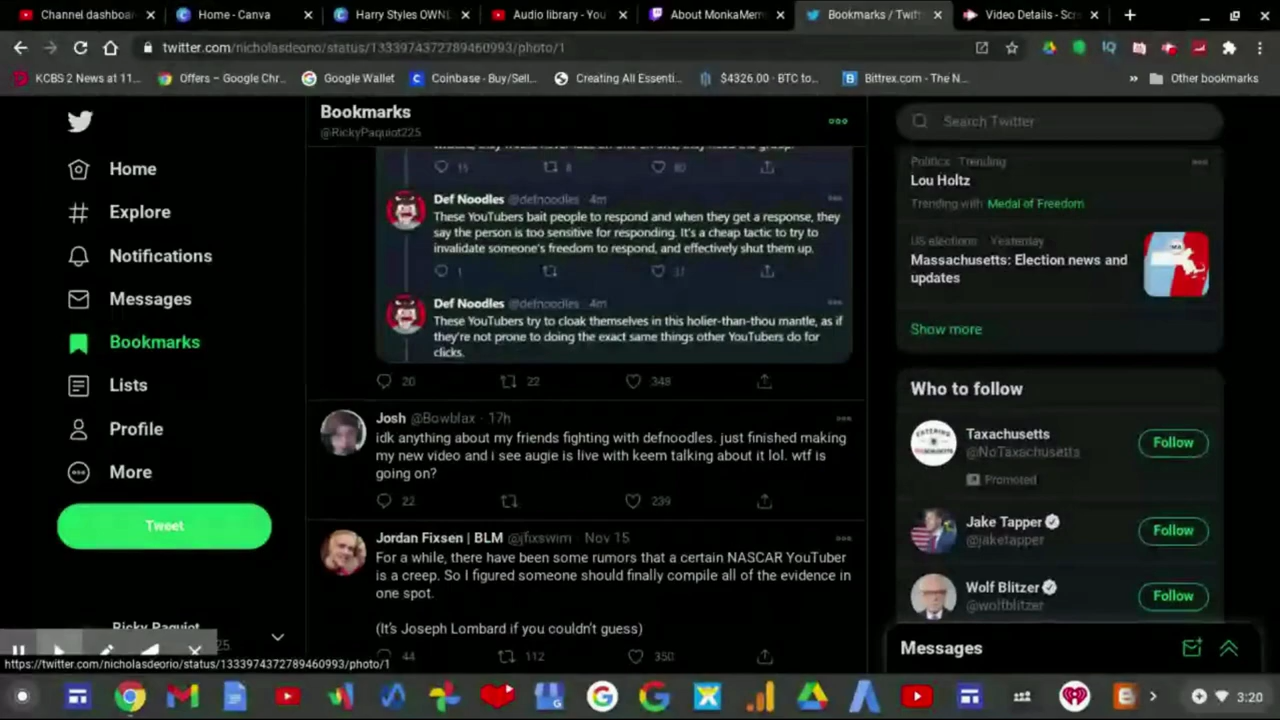 Channel dashboa
Home - Canva
Harry Styles OWNL
Audio library - You
About MonkaMem
Bookmarks / Twit
Video Details - Scr
twitter.com/nicholasdeorio/status/1333974372789460993/photo/1
KCBS 2 News at 11...
Offers – Google Chr...
Google Wallet
Coinbase - Buy/Sell...
Creating All Essenti...
$4326.00 · BTC to...
Bittrex.com - The N...
Other bookmarks
Home
Explore
Notifications
Messages
Bookmarks
Lists
Profile
More
Tweet
Ricky Paquiot
225
https://twitter.com/nicholasdeorio/status/1333974372789460993/photo/1
Bookmarks
@RickyPaquiot225
15 8 80
Def Noodles @defnoodles · 4m
These YouTubers bait people to respond and when they get a response, they
say the person is too sensitive for responding. It's a cheap tactic to try to
invalidate someone's freedom to respond, and effectively shut them up.
1
Def Noodles @defnoodles · 4m
These YouTubers try to cloak themselves in this holier-than-thou mantle, as if
they're not prone to doing the exact same things other YouTubers do for
clicks.
20 22 348
Josh @Bowblax · 17h
idk anything about my friends fighting with defnoodles. just finished making
my new video and i see augie is live with keem talking about it lol. wtf is
going on?
22 239
Jordan Fixsen | BLM @jfixswim · Nov 15
For a while, there have been some rumors that a certain NASCAR YouTuber
is a creep. So I figured someone should finally compile all of the evidence in
one spot.
(It's Joseph Lombard if you couldn't guess)
44 112 350
Search Twitter
Politics · Trending
Lou Holtz
Trending with Medal of Freedom
US elections · Yesterday
Massachusetts: Election news and
updates
Show more
Who to follow
Taxachusetts
@NoTaxachusetts
Promoted
Follow
Jake Tapper
@jaketapper
Follow
Wolf Blitzer
@wolfblitzer
Follow
Messages
3:20